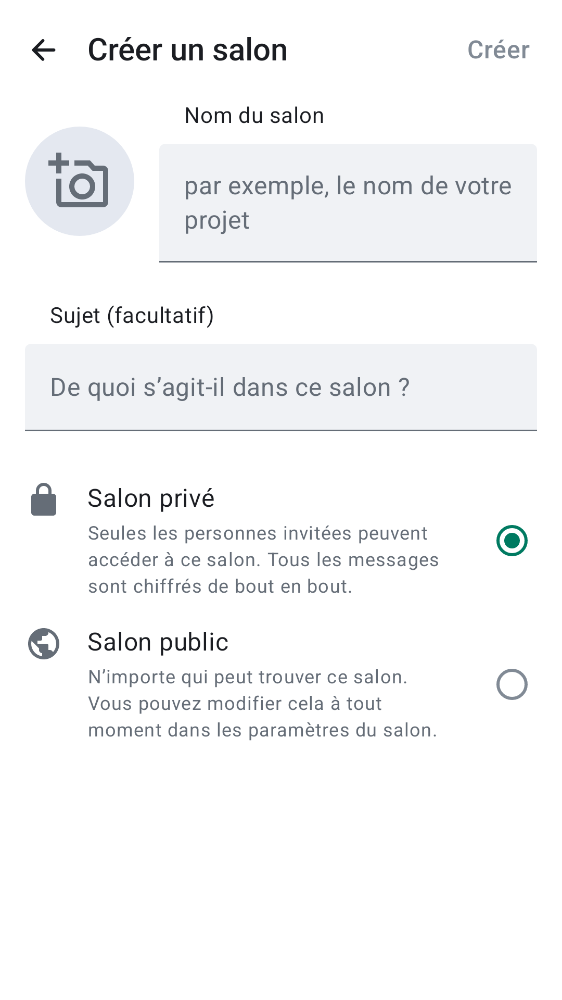 Créer un salon
Créer
Nom du salon
par exemple, le nom de votre
projet
Sujet (facultatif)
De quoi s’agit-il dans ce salon ?
Salon privé
Seules les personnes invitées peuvent
accéder à ce salon. Tous les messages
sont chiffrés de bout en bout.
Salon public
N’importe qui peut trouver ce salon.
Vous pouvez modifier cela à tout
moment dans les paramètres du salon.